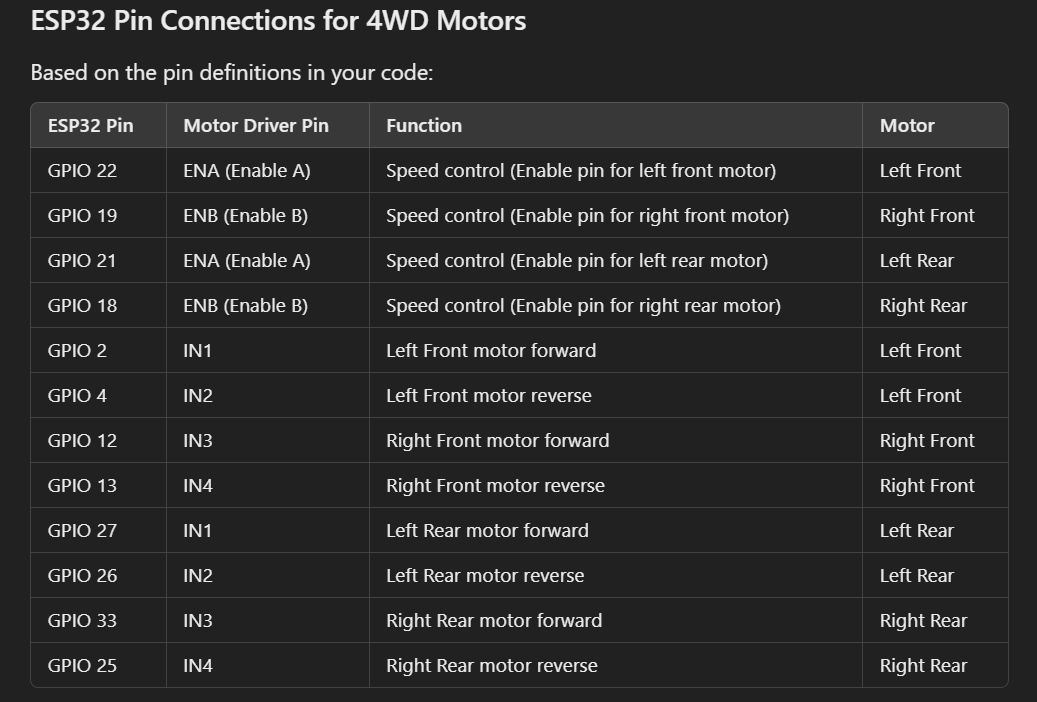 ESP32 Pin Connections for 4WD Motors
Based on the pin definitions in your code:
ESP32 Pin Motor Driver Pin Function Motor
GPIO 22 ENA (Enable A) Speed control (Enable pin for left front motor) Left Front
GPIO 19 ENB (Enable B) Speed control (Enable pin for right front motor) Right Front
GPIO 21 ENA (Enable A) Speed control (Enable pin for left rear motor) Left Rear
GPIO 18 ENB (Enable B) Speed control (Enable pin for right rear motor) Right Rear
GPIO 2 IN1 Left Front motor forward Left Front
GPIO 4 IN2 Left Front motor reverse Left Front
GPIO 12 IN3 Right Front motor forward Right Front
GPIO 13 IN4 Right Front motor reverse Right Front
GPIO 27 IN1 Left Rear motor forward Left Rear
GPIO 26 IN2 Left Rear motor reverse Left Rear
GPIO 33 IN3 Right Rear motor forward Right Rear
GPIO 25 IN4 Right Rear motor reverse Right Rear